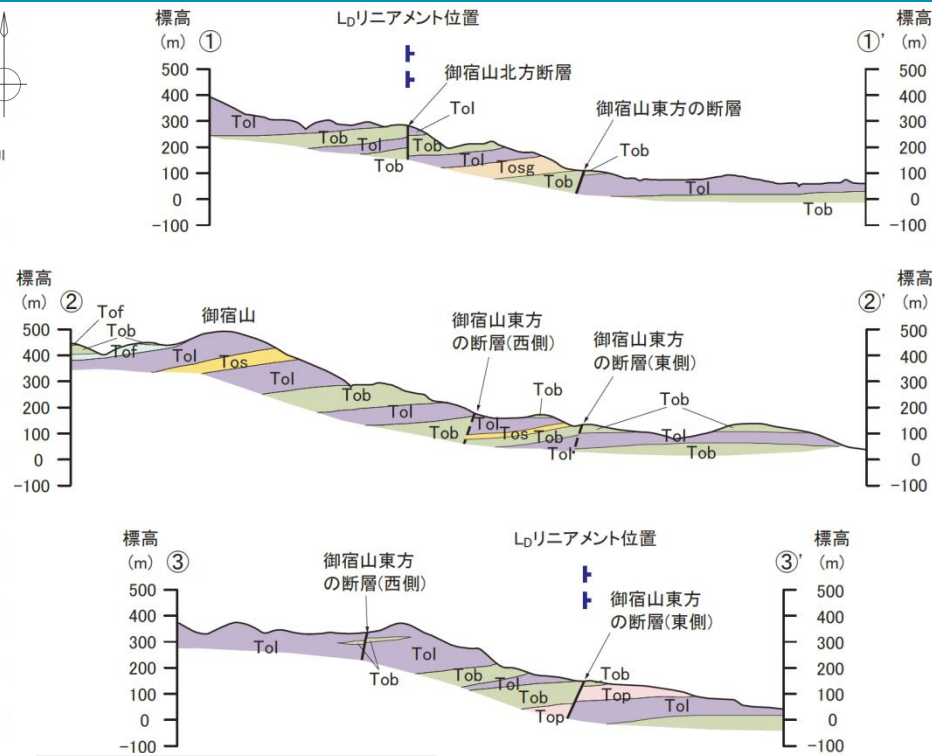 標高
(m)
①
LDリニアメント位置
①'
標高
(m)
御宿山北方断層
御宿山東方の断層
500
400
300
200
100
0
-100
Tol
Tob
Tol
Tob
Tol
Tob
Tol
Tosg
Tob
Tob
Tol
Tob
500
400
300
200
100
0
-100
標高
(m)
②
②'
標高
(m)
Tof
Tob
Tof
御宿山
御宿山東方
の断層(西側)
御宿山東方
の断層(東側)
500
400
300
200
100
0
-100
Tol
Tos
Tol
Tob
Tol
Tob
Tol
Tos
Tob
Tob
Tol
Tob
Tol
Tob
500
400
300
200
100
0
-100
標高
(m)
③
LDリニアメント位置
③'
標高
(m)
御宿山東方
の断層(西側)
御宿山東方
の断層(東側)
500
400
300
200
100
0
-100
Tol
Tob
Tol
Tob
Tol
Tob
Top
Tob
Top
Tol
500
400
300
200
100
0
-100